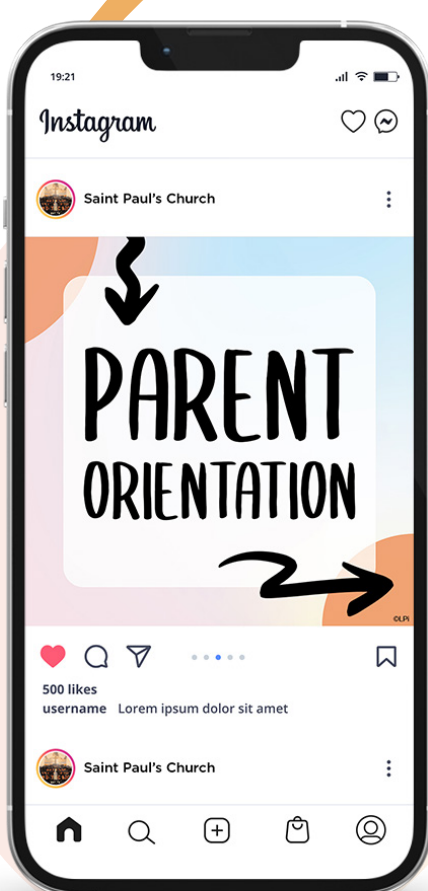 19:21
Instagram
Saint Paul's Church
PARENT
ORIENTATION
©LPi
500 likes
username Lorem ipsum dolor sit amet
Saint Paul's Church